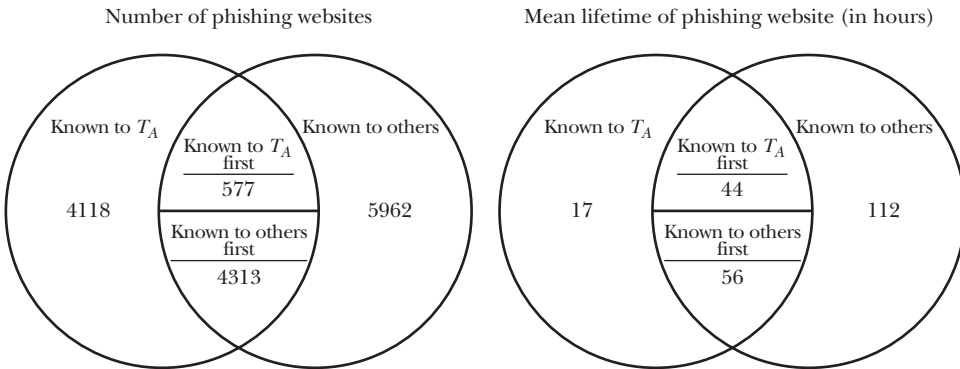 Number of phishing websites
Known to T_A
Known to T_A
first
577
Known to others
4118
5962
Known to others
first
4313
Mean lifetime of phishing website (in hours)
Known to T_A
Known to T_A
first
44
Known to others
17
112
Known to others
first
56